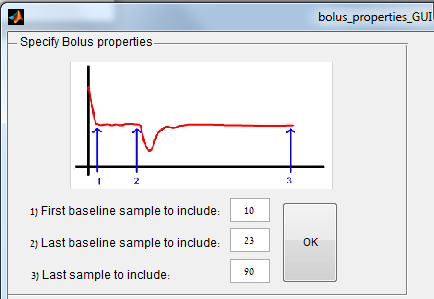 bolus_properties_GUI
Specify Bolus properties
1 2 3
1) First baseline sample to include: 10
2) Last baseline sample to include: 23
OK
3) Last sample to include: 90